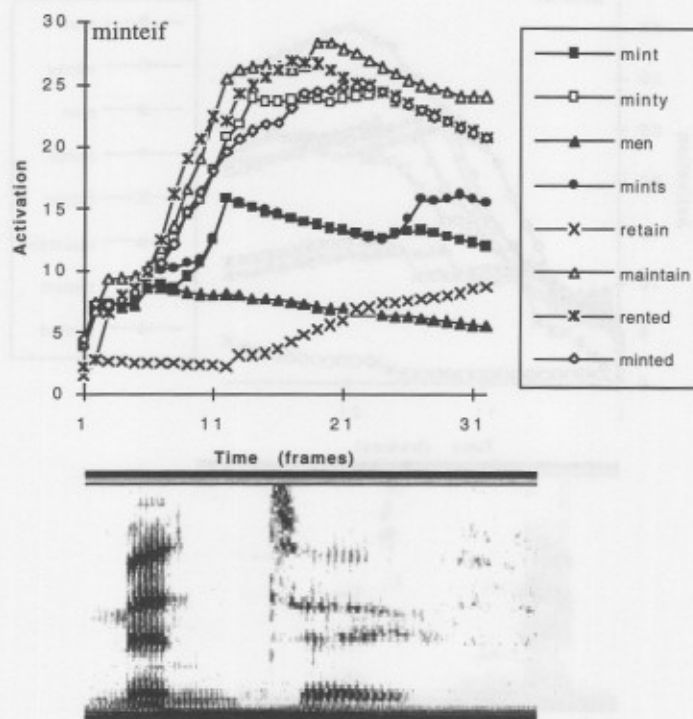 30
minteif
25
20
15
10
5
0
Activation
1
11
21
31
Time (frames)
mint
minty
men
mints
retain
maintain
rented
minted